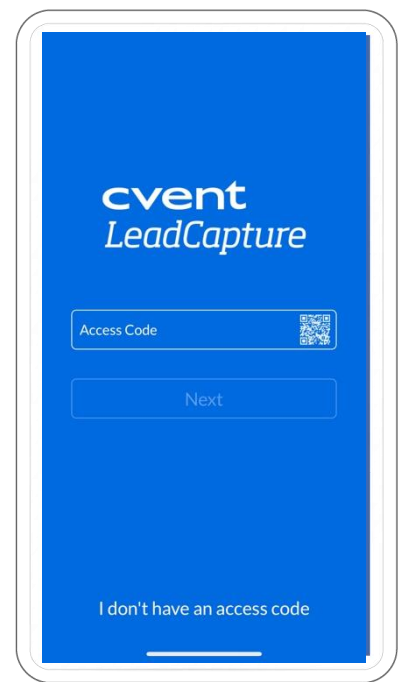 cvent
LeadCapture
Access Code
Next
I don't have an access code